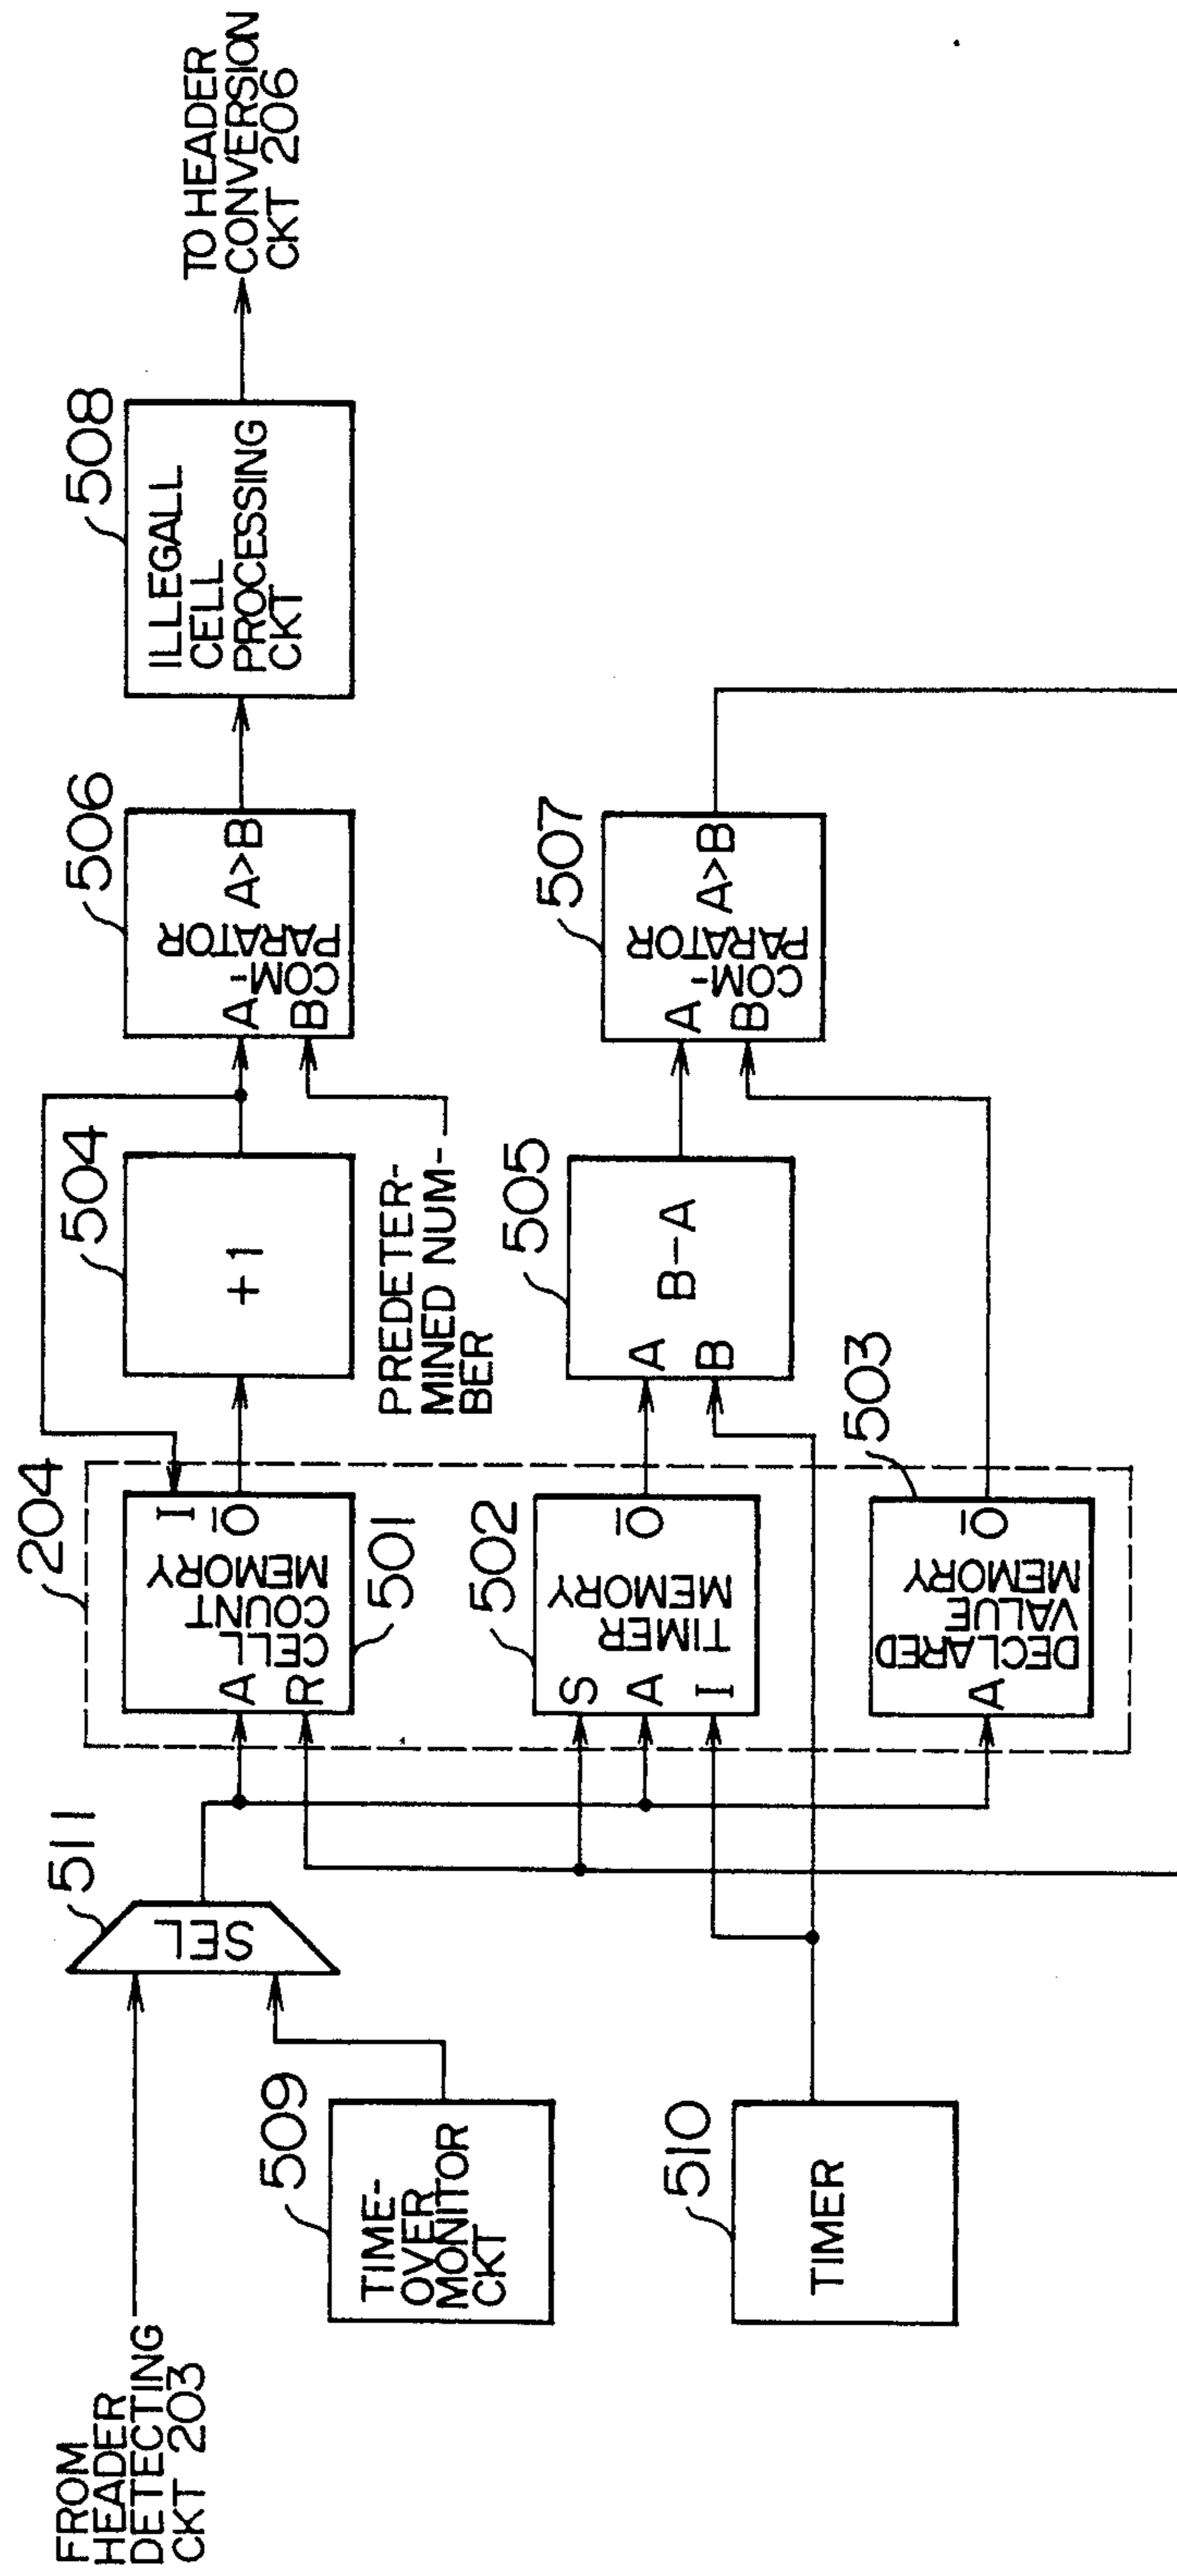 FROM
HEADER
DETECTING
CKT 203
511
SEL
509
TIME-
OVER
MONITOR
CKT
510
TIMER
204
A
R
CELL
COUNT
MEMORY
I
O
501
502
S
A
I
TIMER
MEMORY
O
503
A
DECLARED
VALUE
MEMORY
O
504
+1
PREDETER-
MINED NUM-
BER
505
A
B
B-A
506
A
B
COM-
PARATOR
A>B
507
A
B
COM-
PARATOR
A>B
508
ILLEGALL
CELL
PROCESSING
CKT
TO HEADER
CONVERSION
CKT 206